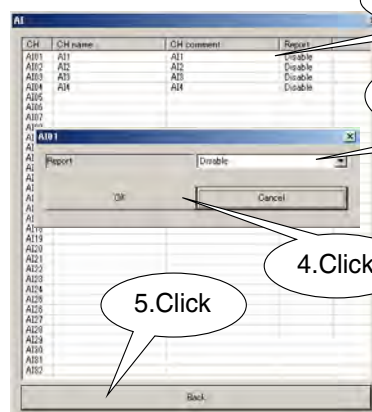 AI
CH CH name CH comment Report
AI01 AI1 AI1 Disable
AI02 AI2 AI2 Disable
AI03 AI3 AI3 Disable
AI04 AI4 AI4 Disable
AI05
AI06
AI07
AI01
Report Disable
OK Cancel
4.Click
AI19
AI20
AI21
AI22
AI23
AI24
AI25
AI26
AI27
AI28
AI29
AI30
AI31
AI32
5.Click
Back